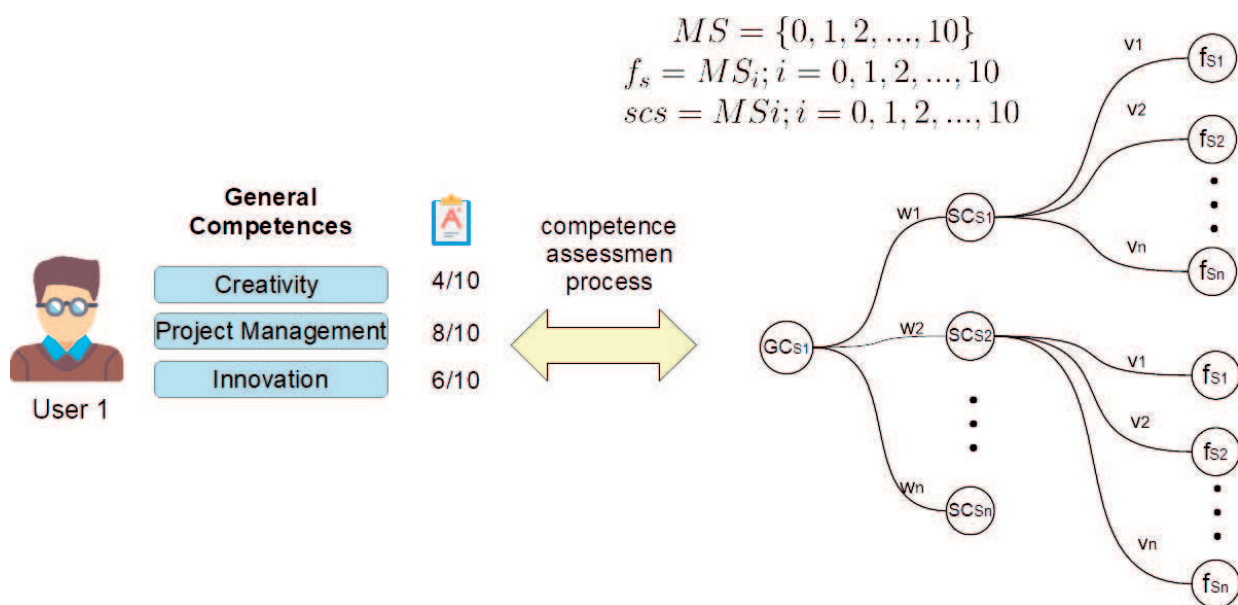 MS = {0, 1, 2, ..., 10}
f_s = MS_i; i = 0, 1, 2, ..., 10
scs = MSi; i = 0, 1, 2, ..., 10
General
Competences
A+
Creativity 4/10
Project Management 8/10
Innovation 6/10
User 1
competence
assessmen
process
GCS1
w1
w2
wn
SCS1
SCS2
SCSn
v1
v2
vn
fS1
fS2
fSn
v1
v2
vn
fS1
fS2
fSn